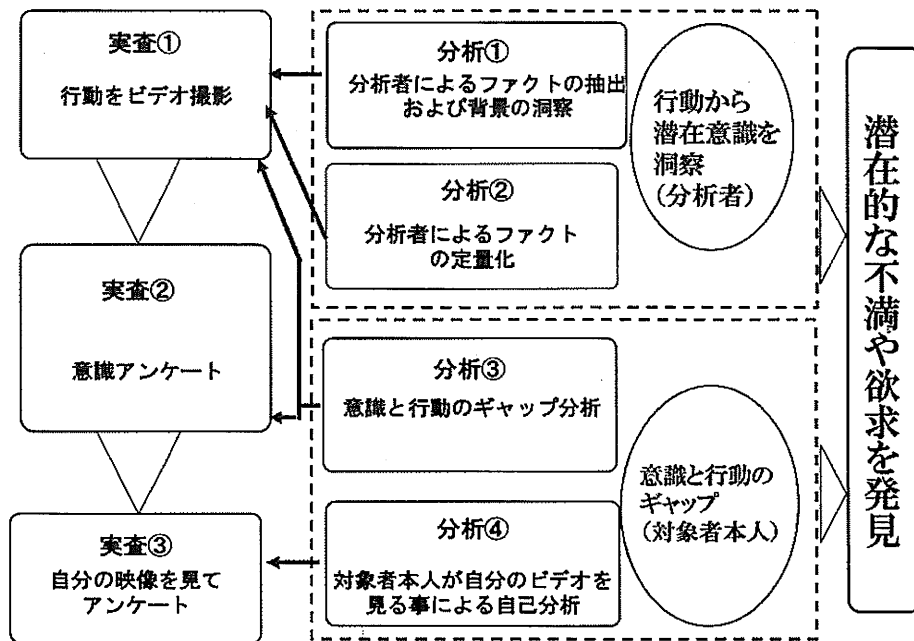 実査①
行動をビデオ撮影
実査②
意識アンケート
実査③
自分の映像を見て
アンケート
分析①
分析者によるファクトの抽出
および背景の洞察
分析②
分析者によるファクト
の定量化
行動から
潜在意識を
洞察
(分析者)
分析③
意識と行動のギャップ分析
分析④
対象者本人が自分のビデオを
見る事による自己分析
意識と行動の
ギャップ
(対象者本人)
潜在的な不満や欲求を発見